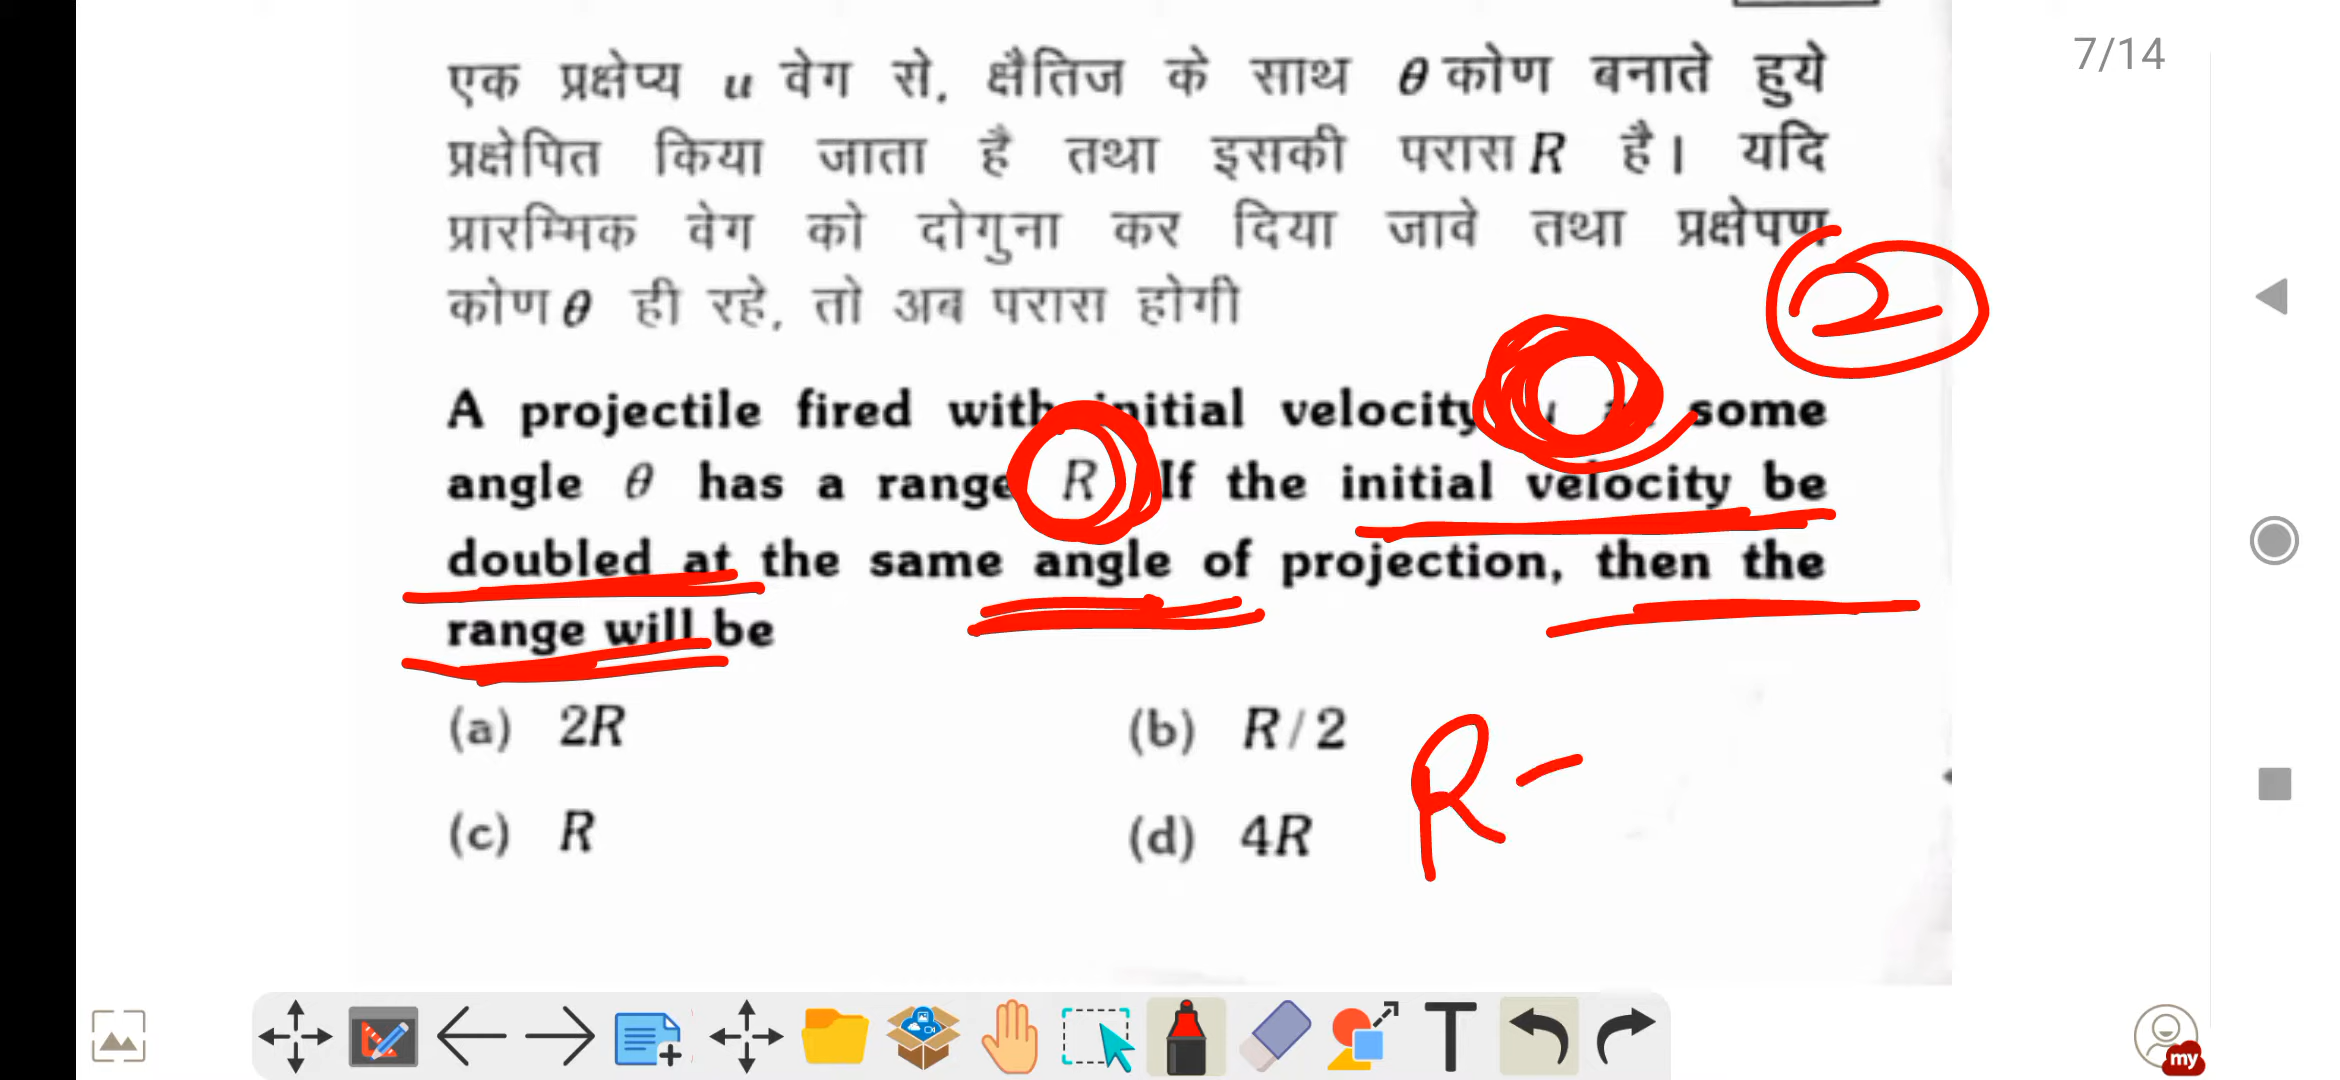 7/14
एक प्रक्षेप्य u वेग से, क्षैतिज के साथ θ कोण बनाते हुये
प्रक्षेपित किया जाता है तथा इसकी परास R है। यदि
प्रारम्भिक वेग को दोगुना कर दिया जावे तथा प्रक्षेपण
कोण θ ही रहे, तो अब परास होगी
2
A projectile fired with initial velocity some
angle θ has a range R If the initial velocity be
doubled at the same angle of projection, then the
range will be
(a) 2R (b) R/2
(c) R (d) 4R
R-
T
my